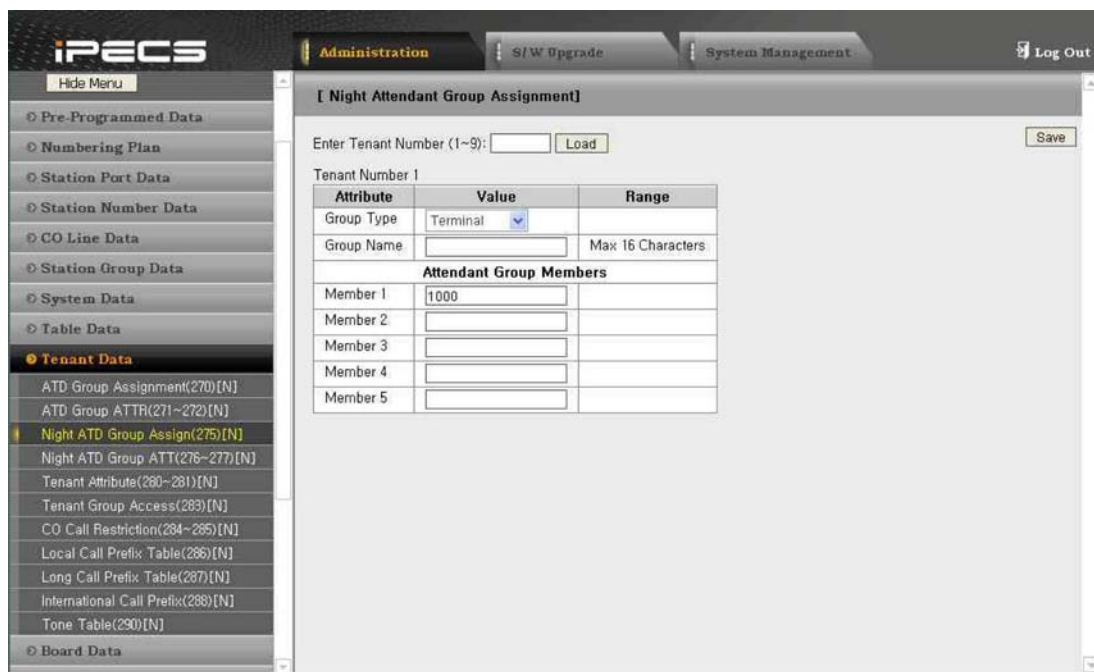 iPECS
Administration
S/W Upgrade
System Management
Log Out
Hide Menu
Pre-Programmed Data
Numbering Plan
Station Port Data
Station Number Data
CO Line Data
Station Group Data
System Data
Table Data
Tenant Data
ATD Group Assignment(270)[N]
ATD Group ATTR(271~272)[N]
Night ATD Group Assign(275)[N]
Night ATD Group ATT(276~277)[N]
Tenant Attribute(280~281)[N]
Tenant Group Access(283)[N]
CO Call Restriction(284~285)[N]
Local Call Prefix Table(286)[N]
Long Call Prefix Table(287)[N]
International Call Prefix(288)[N]
Tone Table(290)[N]
Board Data
[ Night Attendant Group Assignment]
Enter Tenant Number (1~9): Load
Save
Tenant Number 1
Attribute Value Range
Group Type Terminal
Group Name Max 16 Characters
Attendant Group Members
Member 1 1000
Member 2
Member 3
Member 4
Member 5